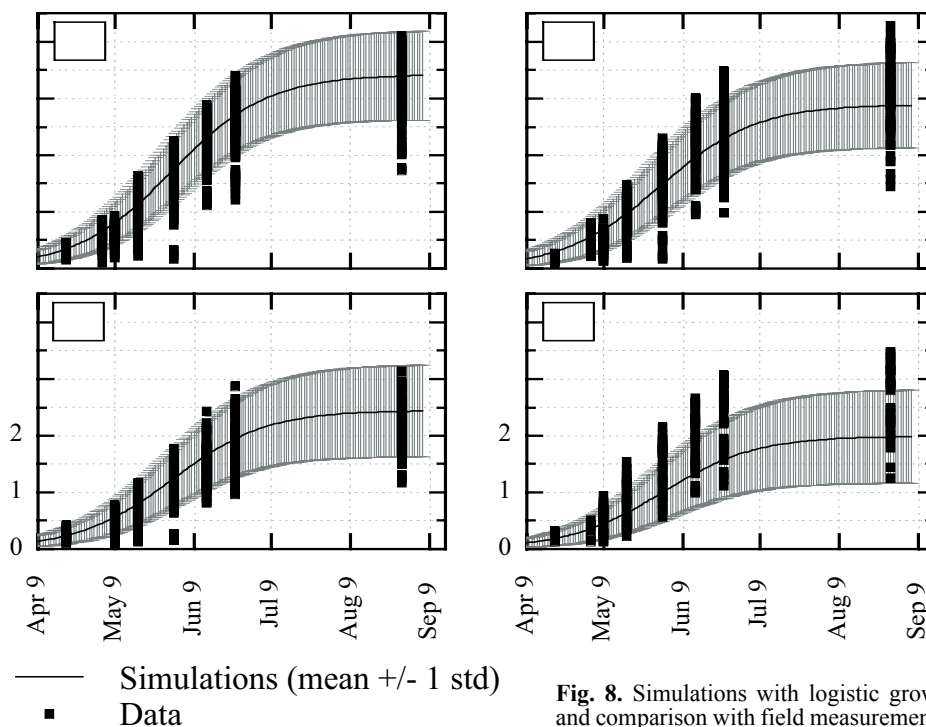 2
1
0
2
1
0
Apr 9
May 9
Jun 9
Jul 9
Aug 9
Sep 9
Apr 9
May 9
Jun 9
Jul 9
Aug 9
Sep 9
Simulations (mean +/- 1 std)
Data
Fig. 8. Simulations with logistic grow
and comparison with field measuremen